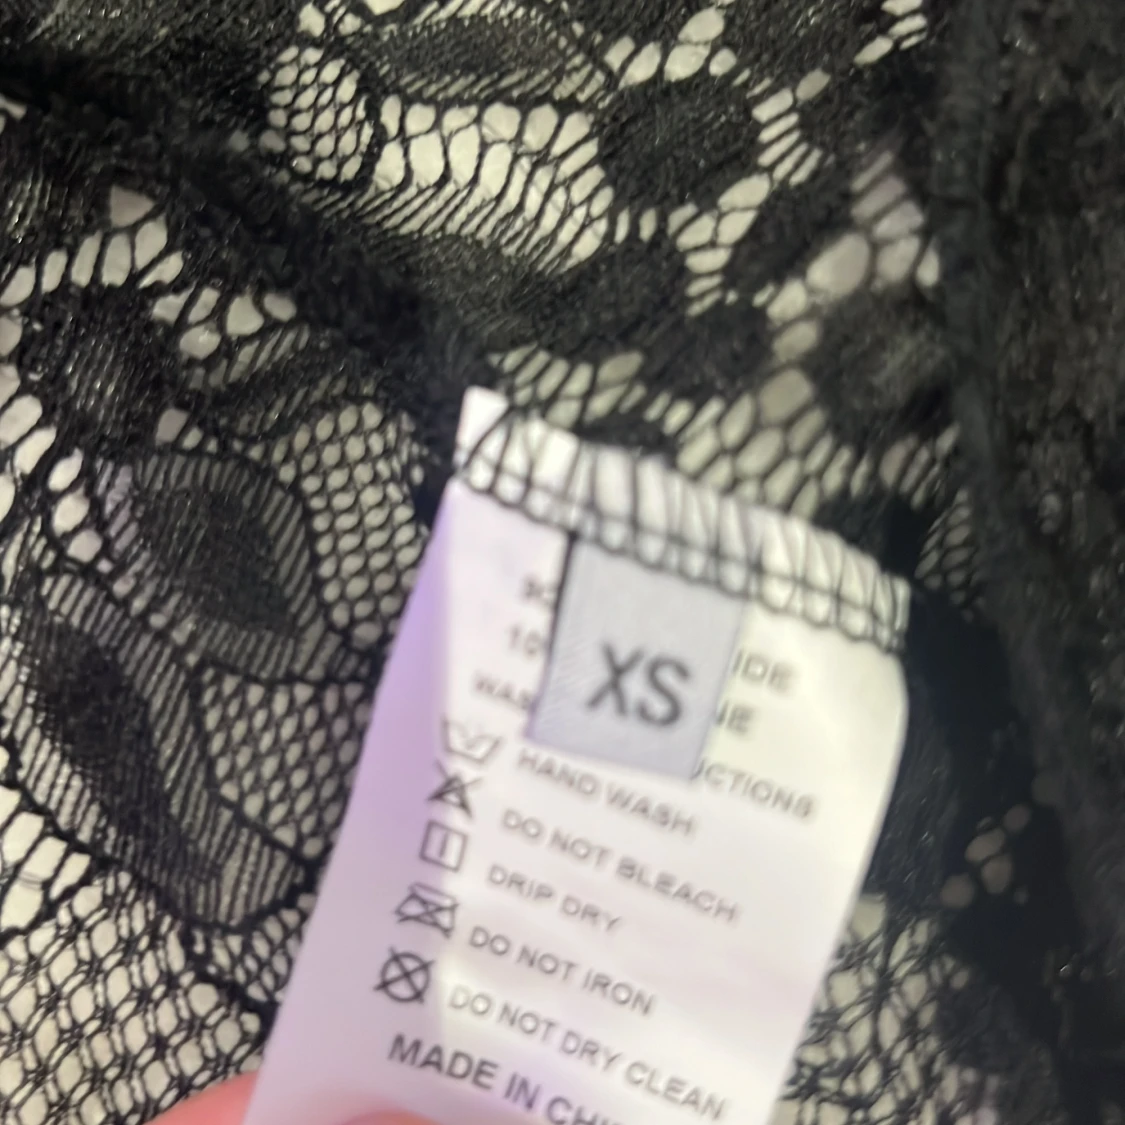 XS
HAND WASH
DO NOT BLEACH
DRIP DRY
DO NOT IRON
DO NOT DRY CLEAN
MADE IN